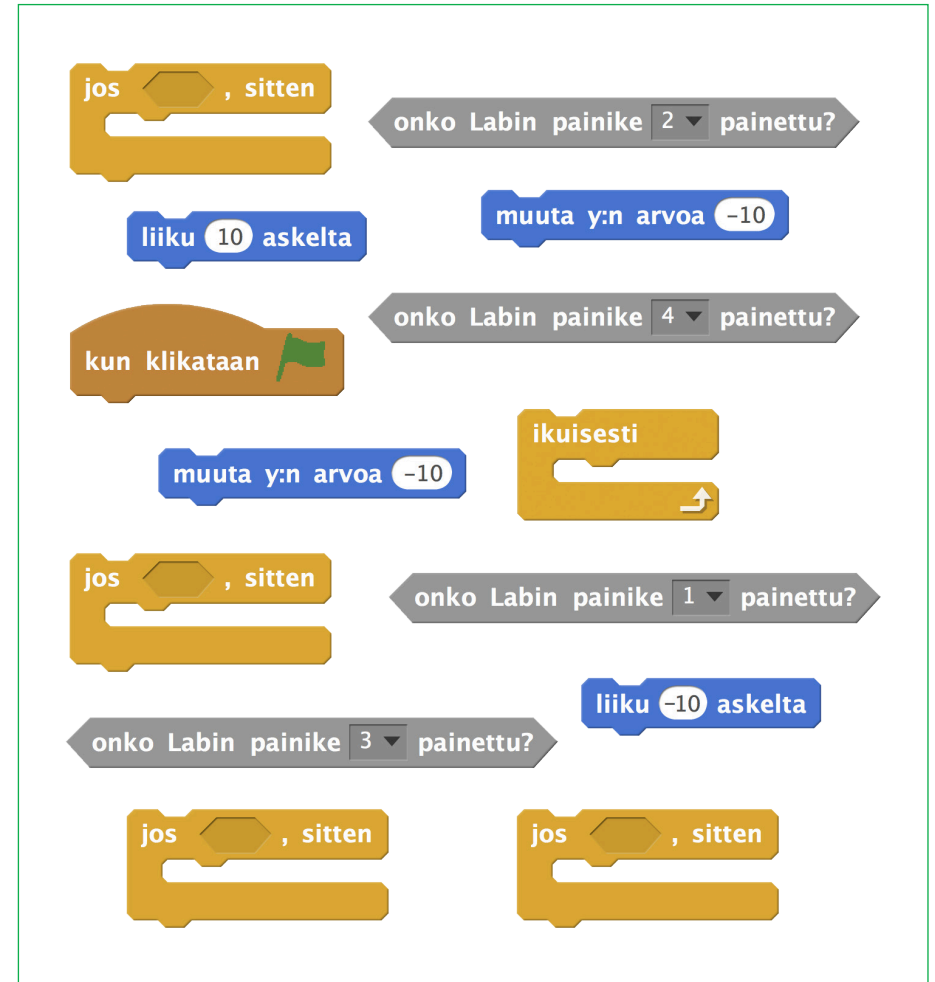 jos , sitten
onko Labin painike 2 painettu?
muuta y:n arvoa -10
liiku 10 askelta
onko Labin painike 4 painettu?
kun klikataan
ikuisesti
muuta y:n arvoa -10
jos , sitten
onko Labin painike 1 painettu?
liiku -10 askelta
onko Labin painike 3 painettu?
jos , sitten
jos , sitten